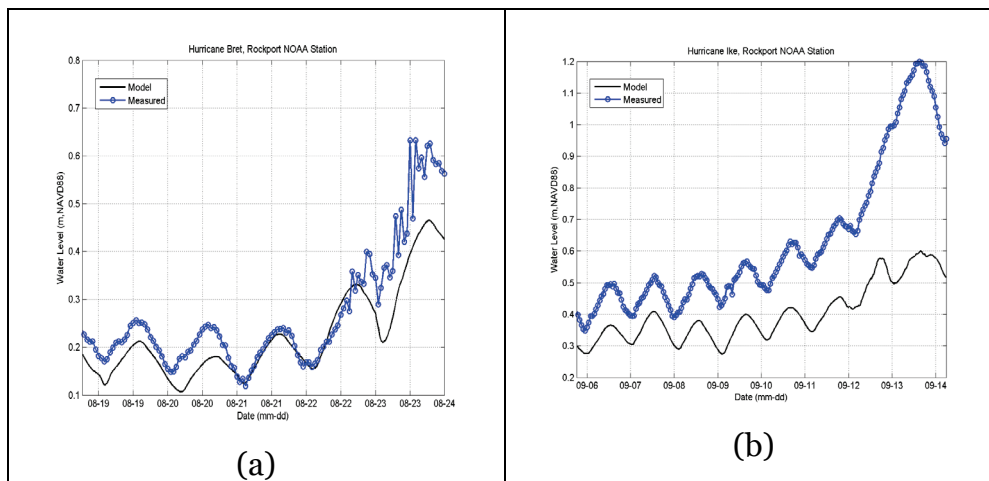 Hurricane Bret, Rockport NOAA Station
0.8
0.7
0.6
0.5
0.4
0.3
0.2
0.1
Water Level (m,NAVD88)
Model
Measured
08-19 08-19 08-20 08-20 08-21 08-21 08-22 08-22 08-23 08-23 08-24
Date (mm-dd)
(a)
Hurricane Ike, Rockport NOAA Station
1.2
1.1
1
0.9
0.8
0.7
0.6
0.5
0.4
0.3
0.2
Water Level (m,NAVD88)
Model
Measured
09-06 09-07 09-08 09-09 09-10 09-11 09-12 09-13 09-14
Date (mm-dd)
(b)